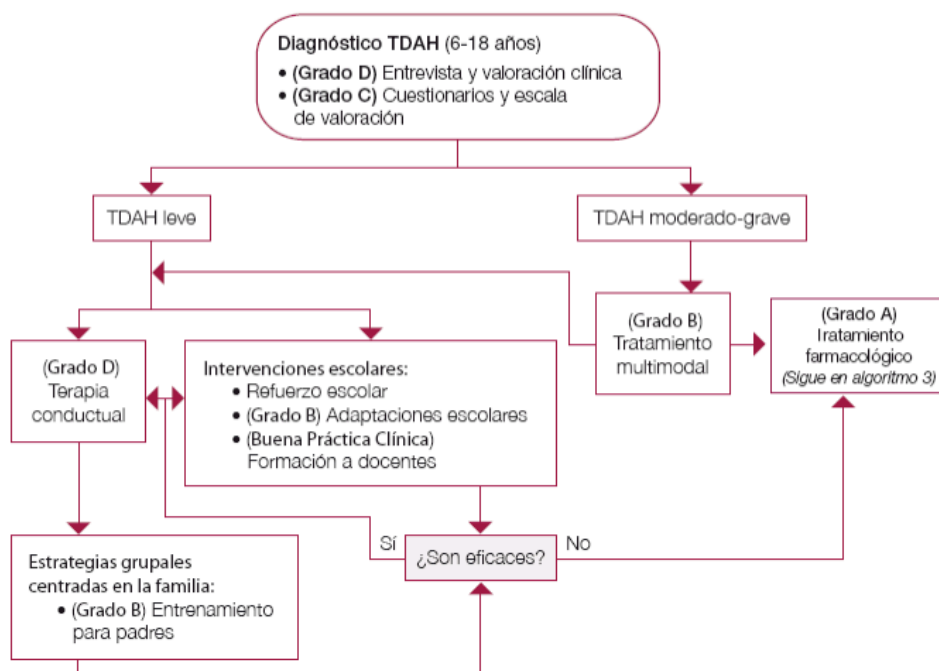 Diagnóstico TDAH (6-18 años)
• (Grado D) Entrevista y valoración clínica
• (Grado C) Cuestionarios y escala
de valoración
TDAH leve
TDAH moderado-grave
(Grado D)
Terapia
conductual
Intervenciones escolares:
• Refuerzo escolar
• (Grado B) Adaptaciones escolares
• (Buena Práctica Clínica)
Formación a docentes
(Grado B)
Tratamiento
multimodal
(Grado A)
Tratamiento
farmacológico
(Sigue en algoritmo 3)
Sí
¿Son eficaces?
No
Estrategias grupales
centradas en la familia:
• (Grado B) Entrenamiento
para padres